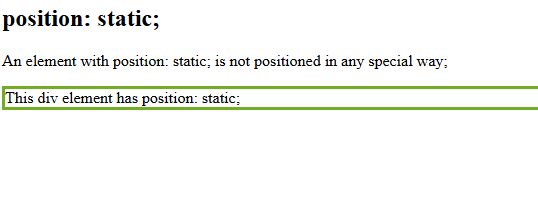 position: static;
An element with position: static; is not positioned in any special way;
This div element has position: static;